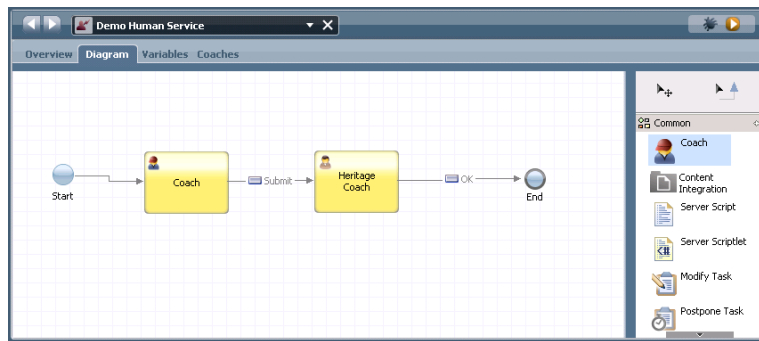 Demo Human Service
Overview Diagram Variables Coaches
Common
Coach
Content
Integration
Server Script
Server Scriptlet
Modify Task
Postpone Task
Start
Coach
Submit
Heritage
Coach
OK
End